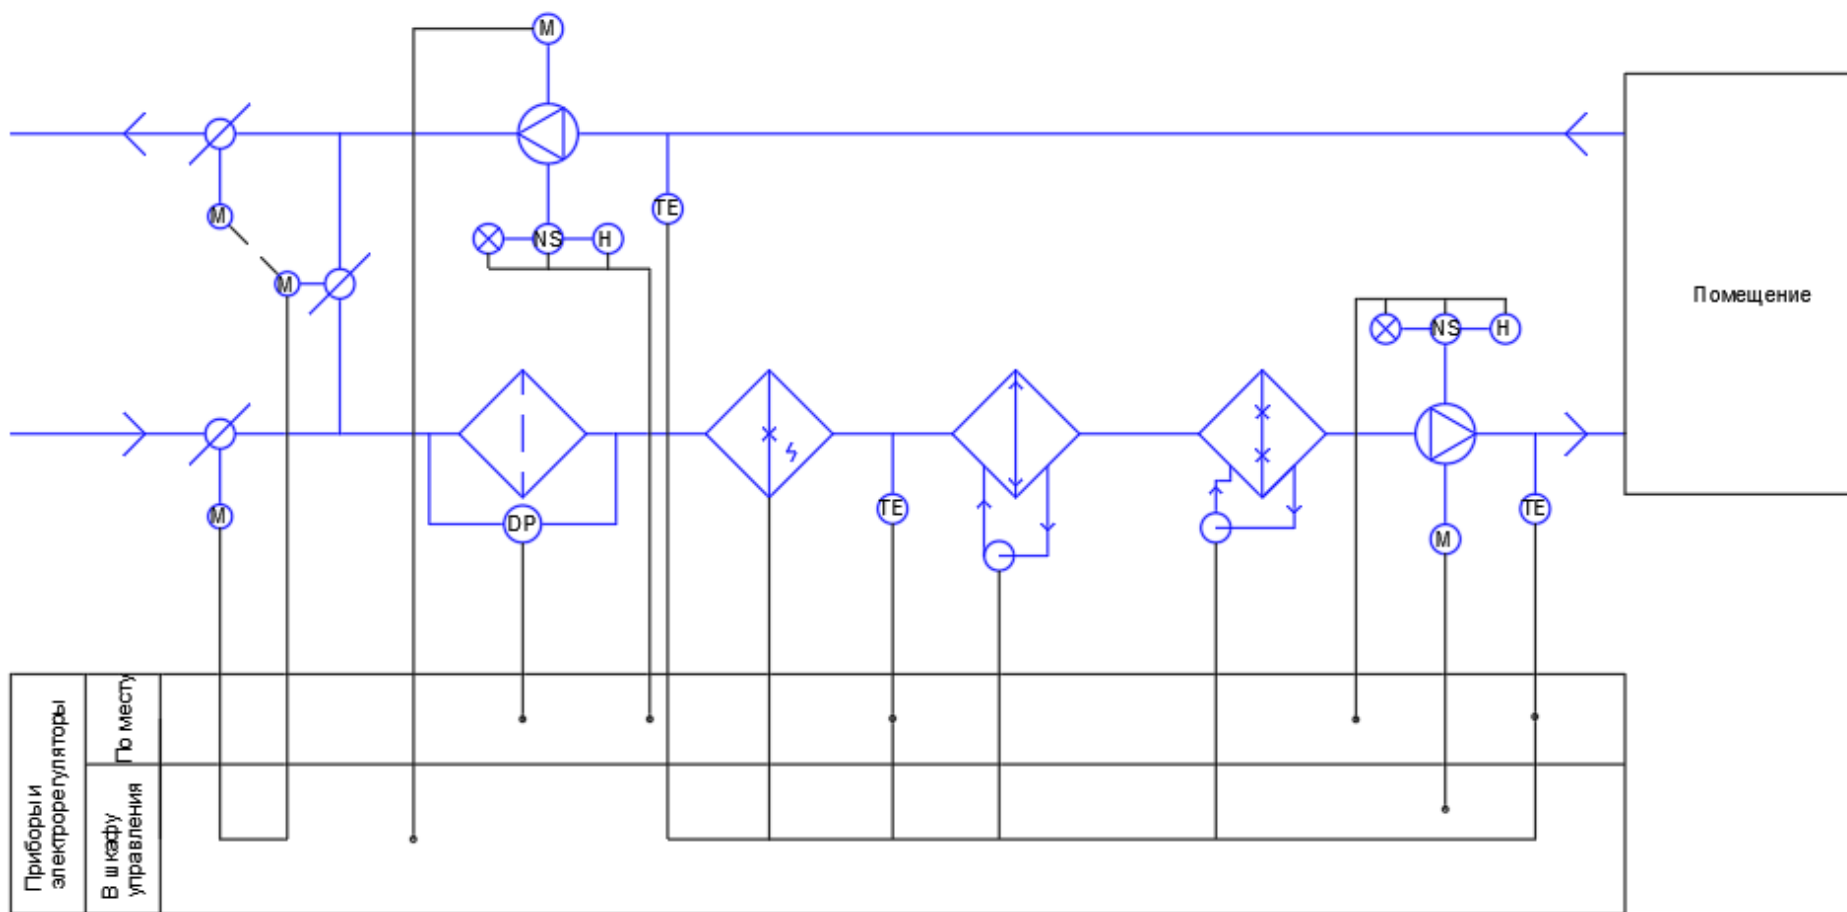 M
M
TE
NS
H
M
Помещение
NS
H
M
DP
TE
TE
M
Приборы и
электрорегуляторы
По месту
В шкафу
управления